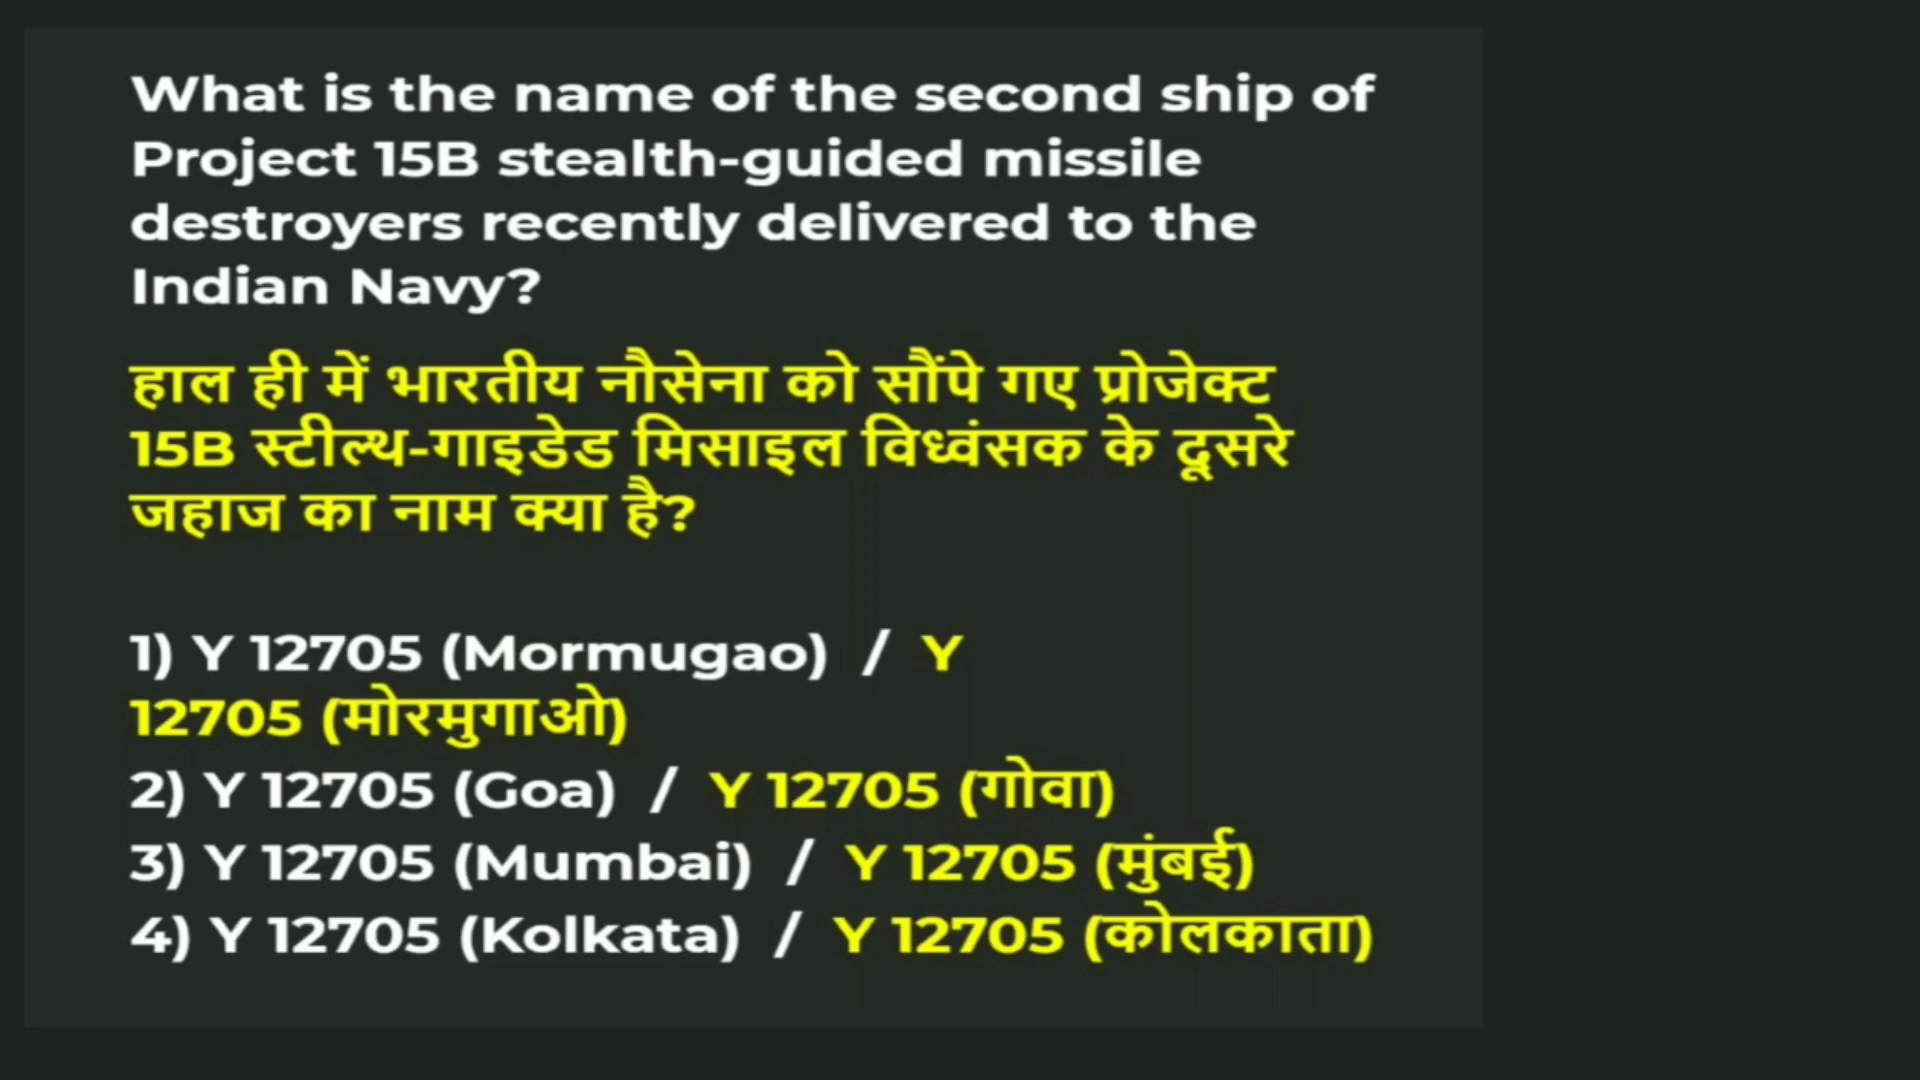 What is the name of the second ship of
Project 15B stealth-guided missile
destroyers recently delivered to the
Indian Navy?
हाल ही में भारतीय नौसेना को सौंपे गए प्रोजेक्ट
15B स्टील्थ-गाइडेड मिसाइल विध्वंसक के दूसरे
जहाज का नाम क्या है?
1) Y 12705 (Mormugao) / Y
12705 (मोरमुगाओ)
2) Y 12705 (Goa) / Y 12705 (गोवा)
3) Y 12705 (Mumbai) / Y 12705 (मुंबई)
4) Y 12705 (Kolkata) / Y 12705 (कोलकाता)